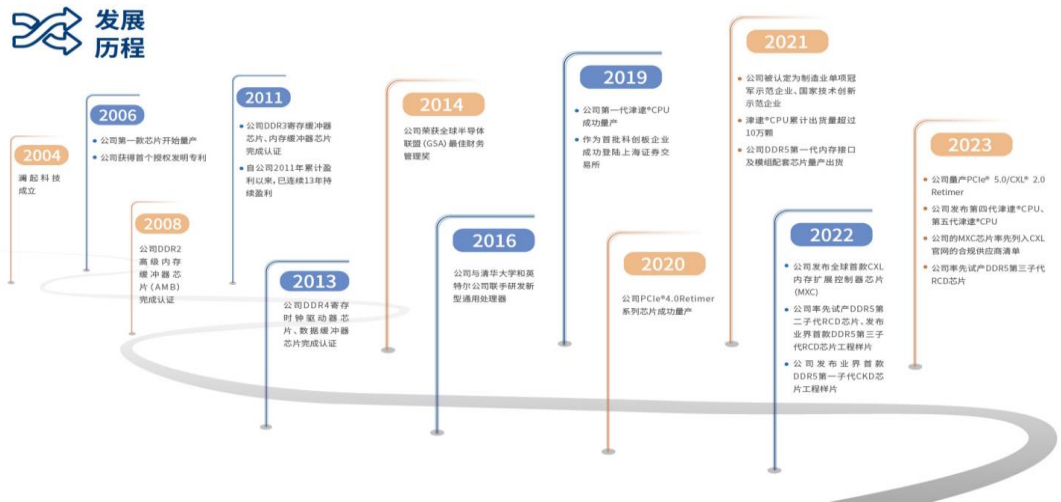 发展
历程
2004
澜起科技
成立
2006
• 公司第一款芯片开始量产
• 公司获得首个授权发明专利
2008
公司DDR2
高级内存
缓冲器芯
片(AMB)
完成认证
2011
• 公司DDR3寄存缓冲器
芯片、内存缓冲器芯片
完成认证
• 自公司2011年累计盈
利以来,已连续13年持
续盈利
2013
公司DDR4寄存
时钟驱动器芯
片、数据缓冲器
芯片完成认证
2014
公司荣获全球半导体
联盟(GSA)最佳财务
管理奖
2016
公司与清华大学和英
特尔公司联手研发新
型通用处理器
2019
• 公司第一代津逮®CPU
成功量产
• 作为首批科创板企业
成功登陆上海证券交
易所
2020
公司PCIe®4.0Retimer
系列芯片成功量产
2021
• 公司被认定为制造业单项冠
军示范企业、国家技术创新
示范企业
• 津逮®CPU累计出货量超过
10万颗
• 公司DDR5第一代内存接口
及模组配套芯片量产出货
2022
• 公司发布全球首款CXL
内存扩展控制器芯片
(MXC)
• 公司率先试产DDR5第
二子代RCD芯片、发布
业界首款DDR5第三子
代RCD芯片工程样片
• 公司发布业界首款
DDR5第一子代CKD芯
片工程样片
2023
• 公司量产PCIe® 5.0/CXL® 2.0
Retimer
• 公司发布第四代津逮®CPU、
第五代津逮®CPU
• 公司的MXC芯片率先列入CXL
官网的合规供应商清单
• 公司率先试产DDR5第三子代
RCD芯片